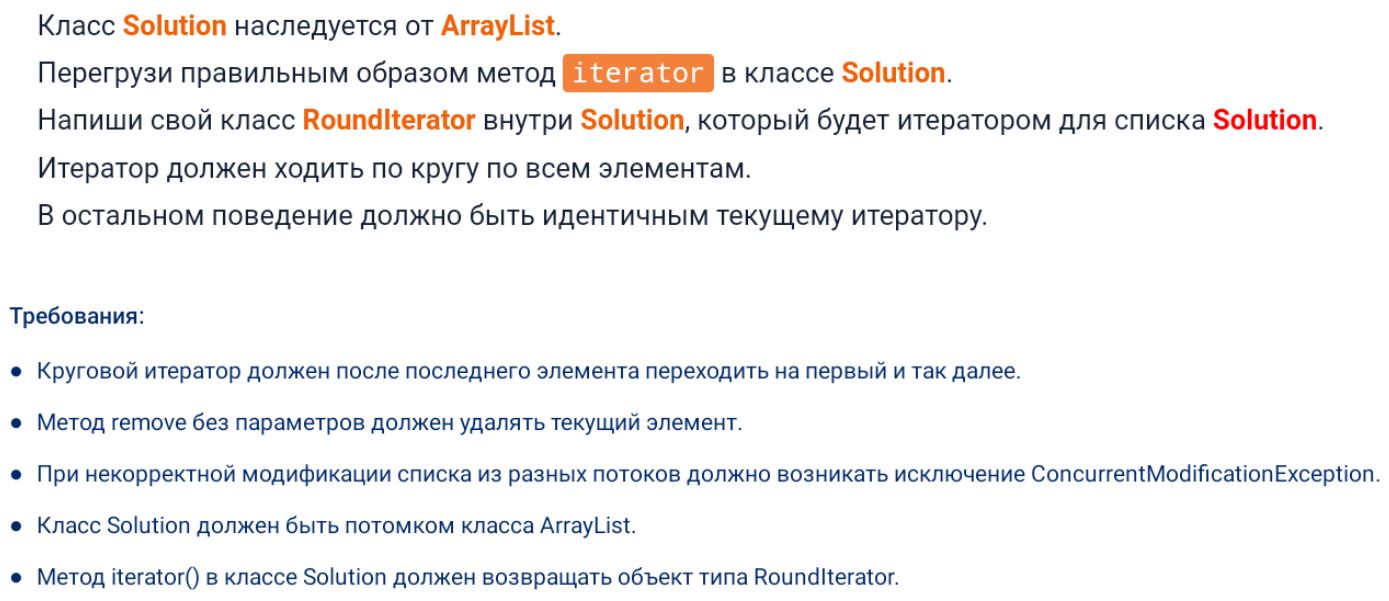 Класс Solution наследуется от ArrayList.
Перегрузи правильным образом метод iterator в классе Solution.
Напиши свой класс RoundIterator внутри Solution, который будет итератором для списка Solution.
Итератор должен ходить по кругу по всем элементам.
В остальном поведение должно быть идентичным текущему итератору.
Требования:
• Круговой итератор должен после последнего элемента переходить на первый и так далее.
• Метод remove без параметров должен удалять текущий элемент.
• При некорректной модификации списка из разных потоков должно возникать исключение ConcurrentModificationException.
• Класс Solution должен быть потомком класса ArrayList.
• Метод iterator() в классе Solution должен возвращать объект типа RoundIterator.